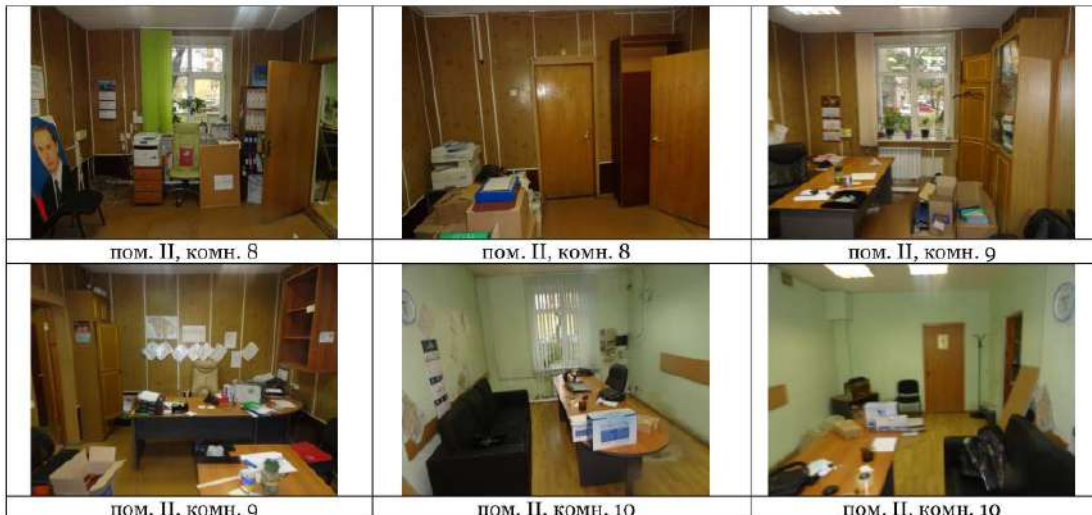 пом. II, комн. 8
пом. II, комн. 8
пом. II, комн. 9
пом. II, комн. 9
пом. II, комн. 10
пом. II, комн. 10